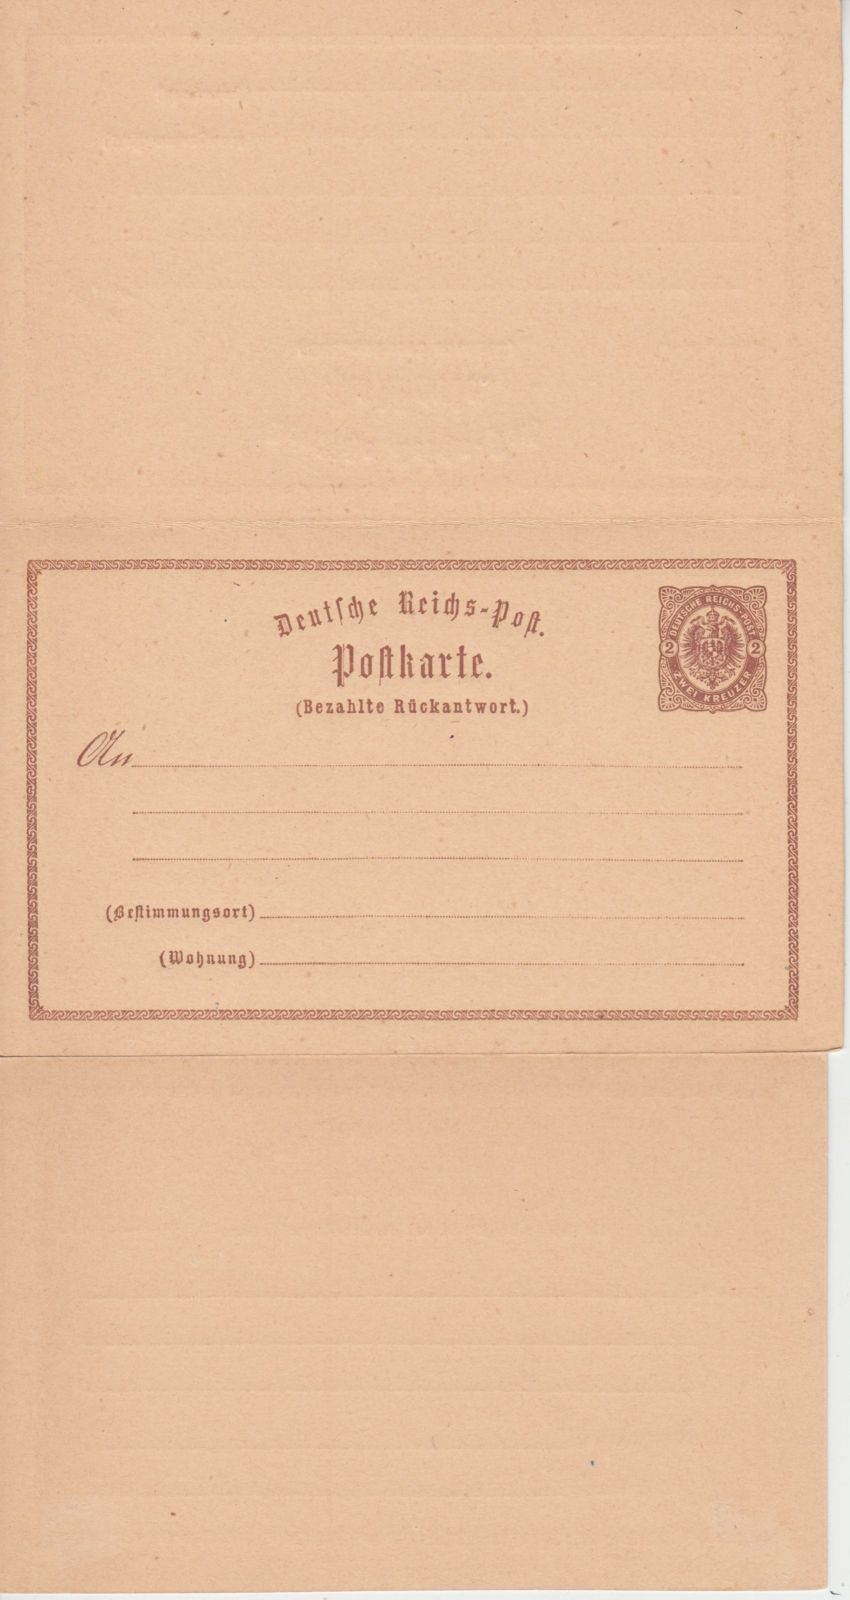 Deutsche Reichs-Post.
Postkarte.
(Bezahlte Rückantwort.)
DEUTSCHE REICHS-POST
2 2
ZWEI KREUZER
An
(Bestimmungsort)
(Wohnung)